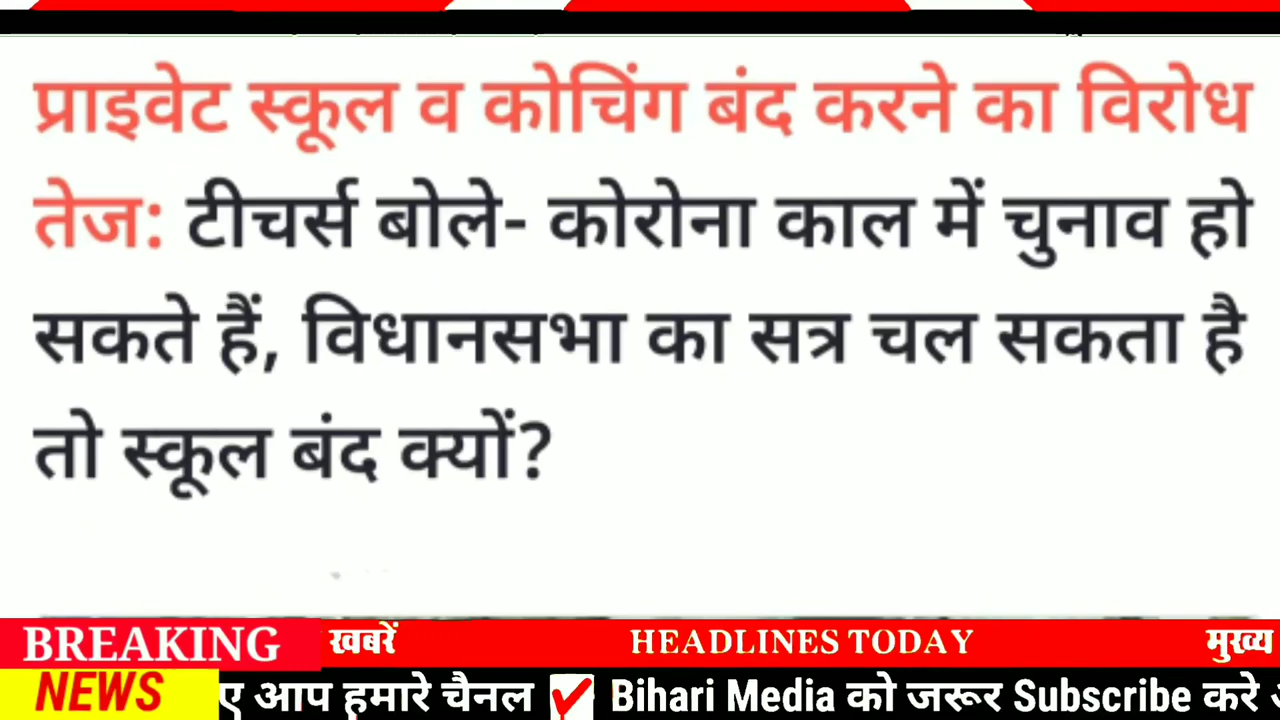 प्राइवेट स्कूल व कोचिंग बंद करने का विरोध
तेज: टीचर्स बोले- कोरोना काल में चुनाव हो
सकते हैं, विधानसभा का सत्र चल सकता है
तो स्कूल बंद क्यों?
BREAKING खबरें HEADLINES TODAY मुख्य
NEWS ए आप हमारे चैनल Bihari Media को जरूर Subscribe करे